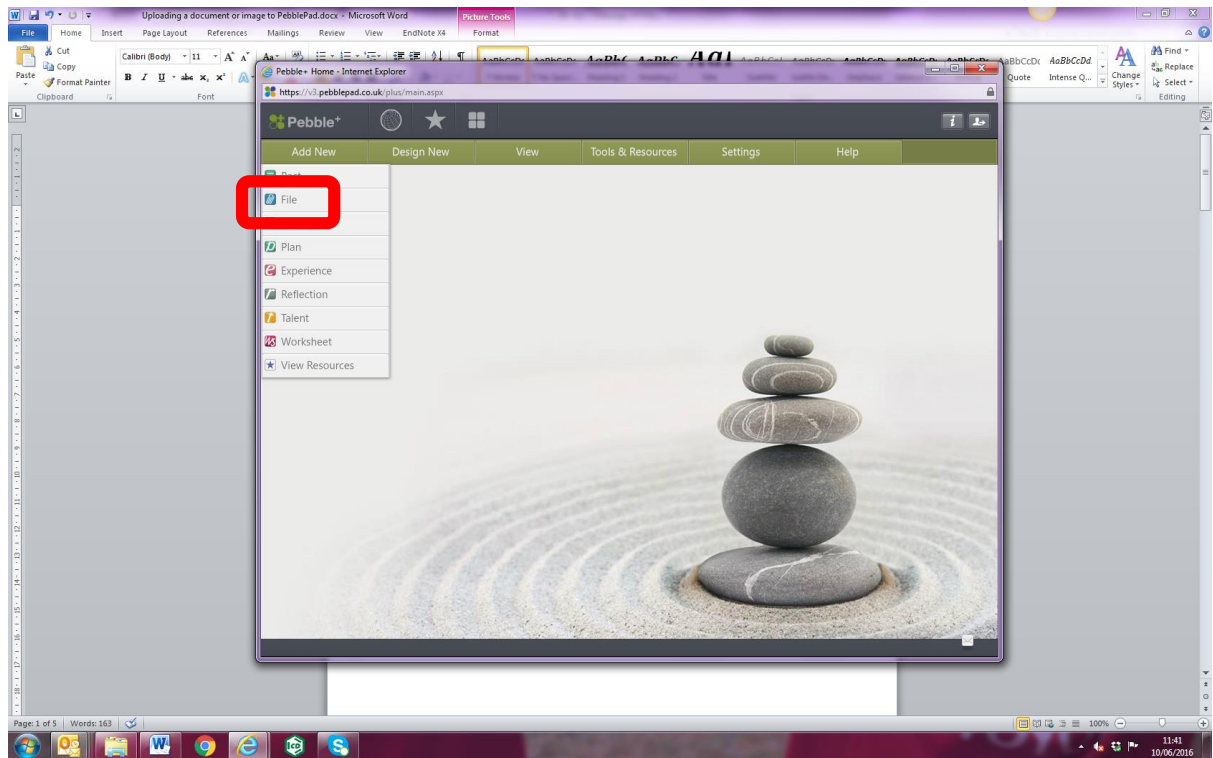 Uploading a document or image to PebblePad.docx - Microsoft Word
Picture Tools
File Home Insert Page Layout References Mailings Review View EndNote X4 Format
Paste
Cut
Copy
Format Painter
Clipboard
Calibri (Body) 11
Font
AaBbCcDc AaBbCcDd
Quote Intense Q...
Change Styles
Find
Replace
Select
Editing
Pebble+ Home - Internet Explorer
https://v3.pebblepad.co.uk/plus/main.aspx
Pebble+
Add New Design New View Tools & Resources Settings Help
File
Plan
Experience
Reflection
Talent
Worksheet
View Resources
Page: 1 of 5 Words: 163
100%
11:41
10/06/2016